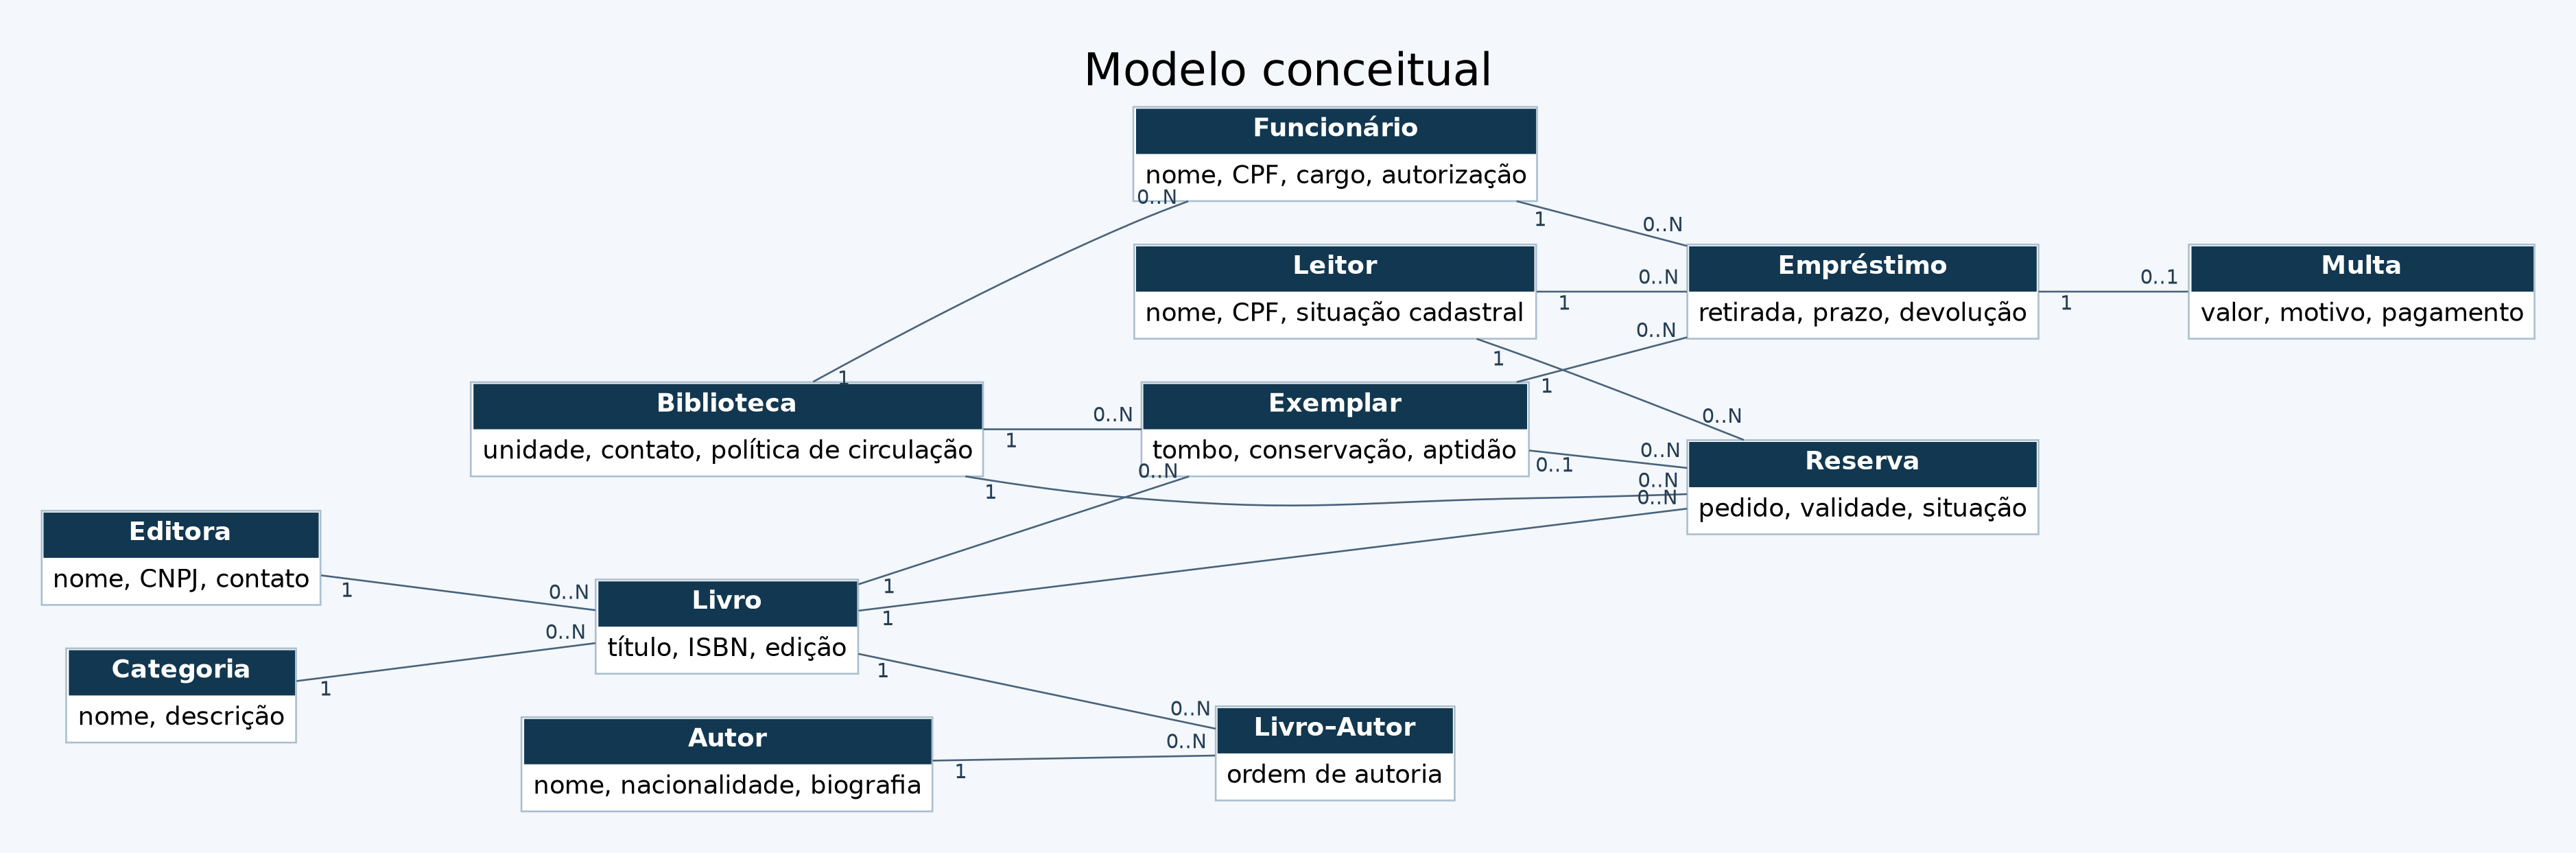 Modelo conceitual
Funcionário
nome, CPF, cargo, autorização
0..N
1
0..N
Leitor
nome, CPF, situação cadastral
1
0..N
1
Empréstimo
retirada, prazo, devolução
0..N
1
0..1
Multa
valor, motivo, pagamento
1
Biblioteca
unidade, contato, política de circulação
1
0..N
1
Exemplar
tombo, conservação, aptidão
0..N
1
0..1
0..N
0..N
0..N
0..N
Reserva
pedido, validade, situação
Editora
nome, CNPJ, contato
1
0..N
Categoria
nome, descrição
1
0..N
Livro
título, ISBN, edição
1
1
1
Autor
nome, nacionalidade, biografia
1
0..N
0..N
Livro–Autor
ordem de autoria